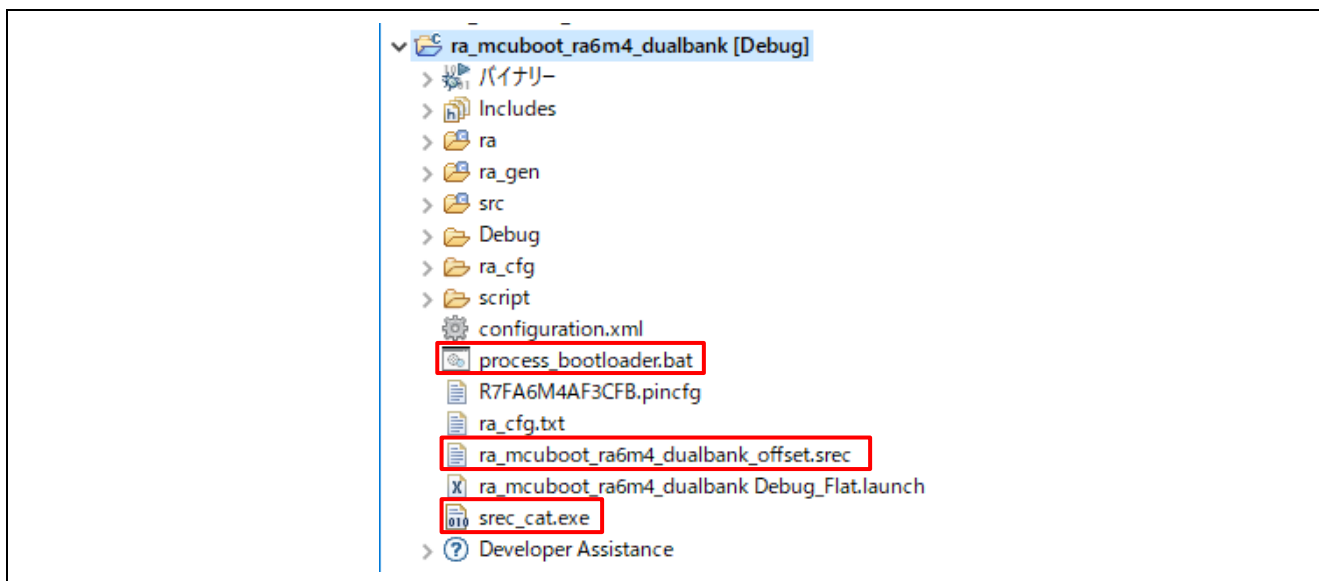 ra_mcuboot_ra6m4_dualbank [Debug]
バイナリー
Includes
ra
ra_gen
src
Debug
ra_cfg
script
configuration.xml
process_bootloader.bat
R7FA6M4AF3CFB.pincfg
ra_cfg.txt
ra_mcuboot_ra6m4_dualbank_offset.srec
ra_mcuboot_ra6m4_dualbank Debug_Flat.launch
srec_cat.exe
Developer Assistance